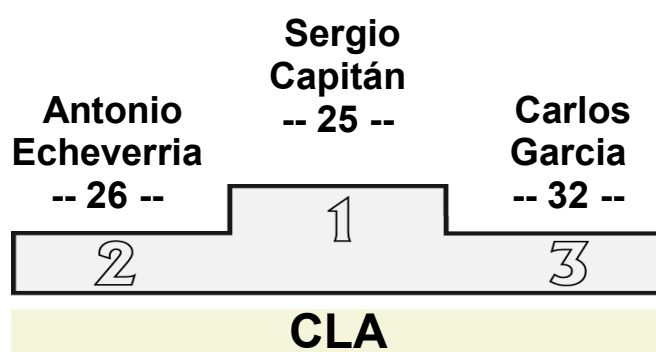 Sergio
Capitán
-- 25 --
Antonio
Echeverria
-- 26 --
Carlos
Garcia
-- 32 --
1
2
3
CLA